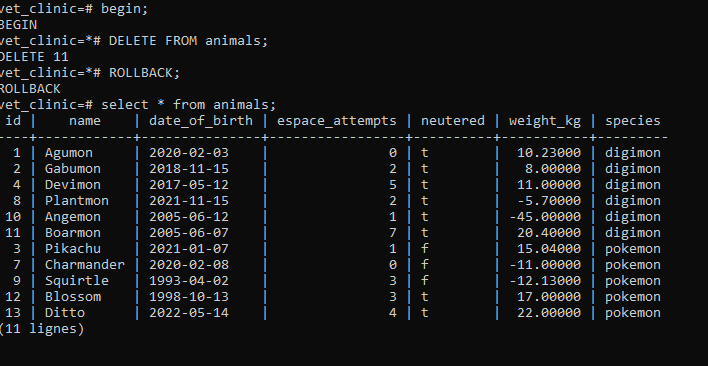 vet_clinic=# begin;
BEGIN
vet_clinic=*# DELETE FROM animals;
DELETE 11
vet_clinic=*# ROLLBACK;
ROLLBACK
vet_clinic=# select * from animals;
 id |    name    | date_of_birth | espace_attempts | neutered | weight_kg | species
----+------------+---------------+-----------------+----------+-----------+---------
  1 | Agumon     | 2020-02-03    |               0 | t        |  10.23000 | digimon
  2 | Gabumon    | 2018-11-15    |               2 | t        |   8.00000 | digimon
  4 | Devimon    | 2017-05-12    |               5 | t        |  11.00000 | digimon
  8 | Plantmon   | 2021-11-15    |               2 | t        |  -5.70000 | digimon
 10 | Angemon    | 2005-06-12    |               1 | t        | -45.00000 | digimon
 11 | Boarmon    | 2005-06-07    |               7 | t        |  20.40000 | digimon
  3 | Pikachu    | 2021-01-07    |               1 | f        |  15.04000 | pokemon
  7 | Charmander | 2020-02-08    |               0 | f        | -11.00000 | pokemon
  9 | Squirtle   | 1993-04-02    |               3 | f        | -12.13000 | pokemon
 12 | Blossom    | 1998-10-13    |               3 | t        |  17.00000 | pokemon
 13 | Ditto      | 2022-05-14    |               4 | t        |  22.00000 | pokemon
(11 lignes)